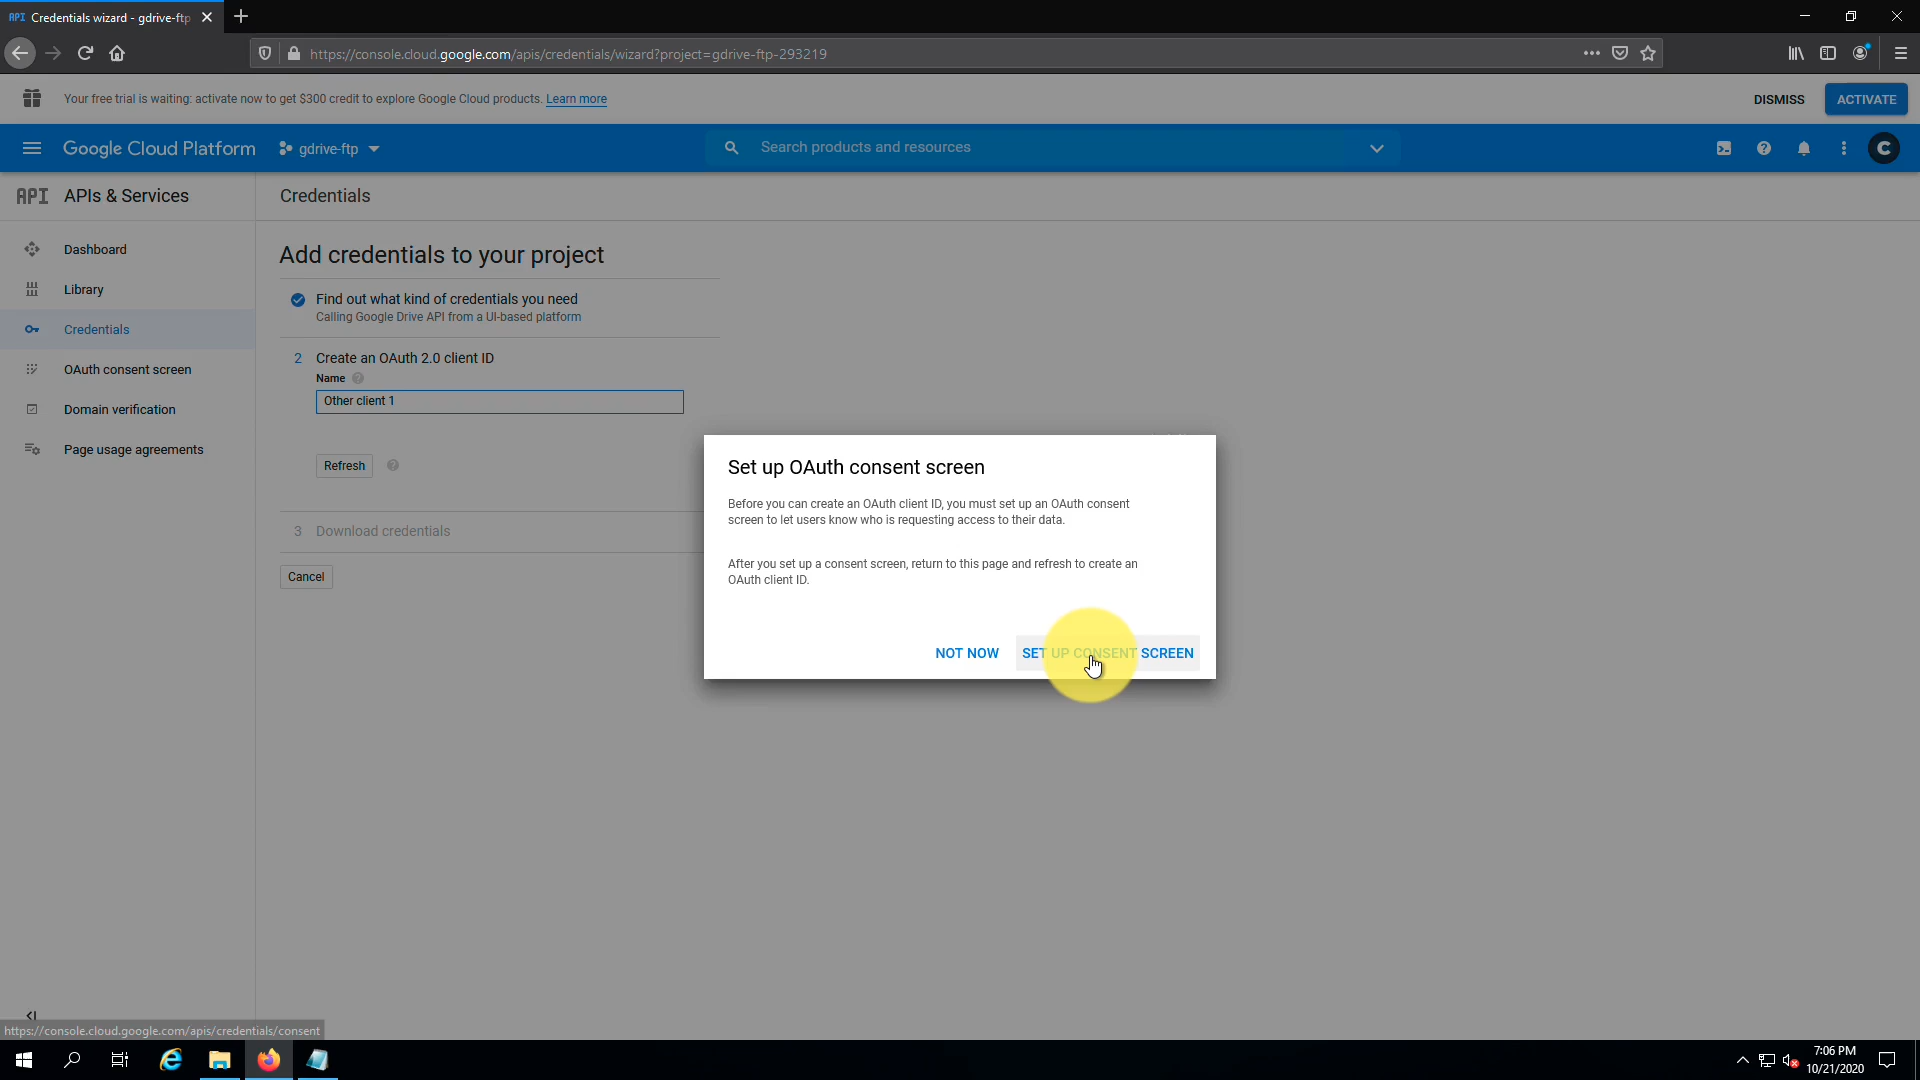 API Credentials wizard - gdrive-ftp
https://console.cloud.google.com/apis/credentials/wizard?project=gdrive-ftp-293219
Your free trial is waiting: activate now to get $300 credit to explore Google Cloud products. Learn more
DISMISS
ACTIVATE
Google Cloud Platform
gdrive-ftp
Search products and resources
C
API APIs & Services
Credentials
Dashboard
Library
Credentials
OAuth consent screen
Domain verification
Page usage agreements
Add credentials to your project
Find out what kind of credentials you need
Calling Google Drive API from a UI-based platform
2 Create an OAuth 2.0 client ID
Name
Other client 1
Refresh
3 Download credentials
Cancel
Set up OAuth consent screen
Before you can create an OAuth client ID, you must set up an OAuth consent
screen to let users know who is requesting access to their data.
After you set up a consent screen, return to this page and refresh to create an
OAuth client ID.
NOT NOW
SET UP CONSENT SCREEN
https://console.cloud.google.com/apis/credentials/consent
7:06 PM
10/21/2020